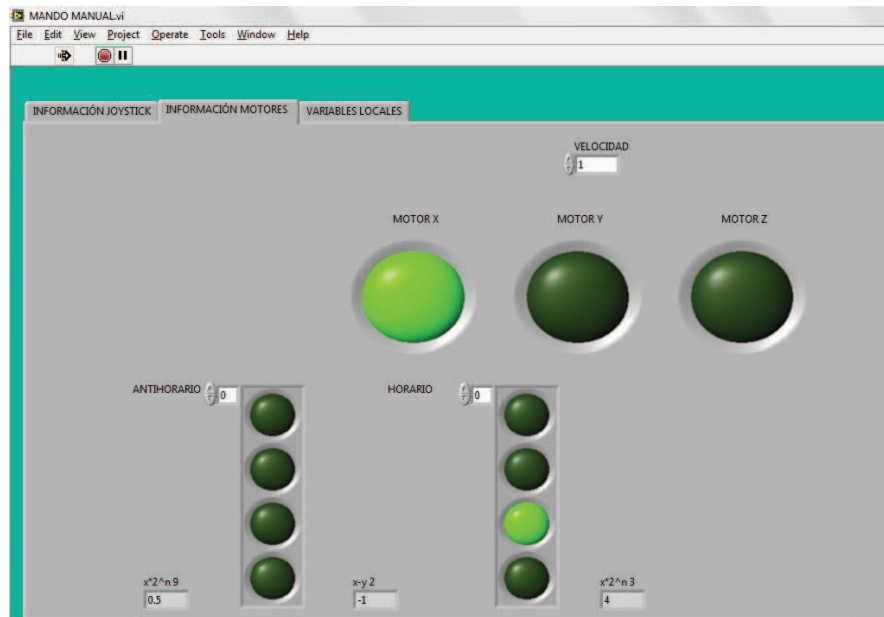 MANDO MANUAL.vi
File Edit View Project Operate Tools Window Help
INFORMACIÓN JOYSTICK INFORMACIÓN MOTORES VARIABLES LOCALES
VELOCIDAD
1
MOTOR X MOTOR Y MOTOR Z
ANTIHORARIO 0 HORARIO 0
x*2^n 9 x-y 2 x*2^n 3
0.5 -1 4